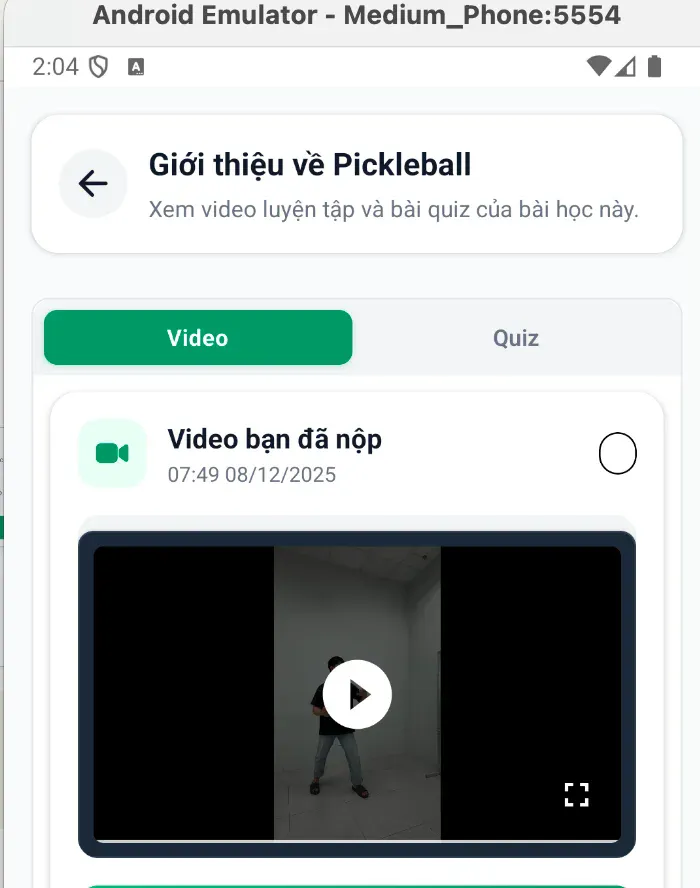 Android Emulator - Medium_Phone:5554
2:04
A
Giới thiệu về Pickleball
Xem video luyện tập và bài quiz của bài học này.
Video
Quiz
Video bạn đã nộp
07:49 08/12/2025